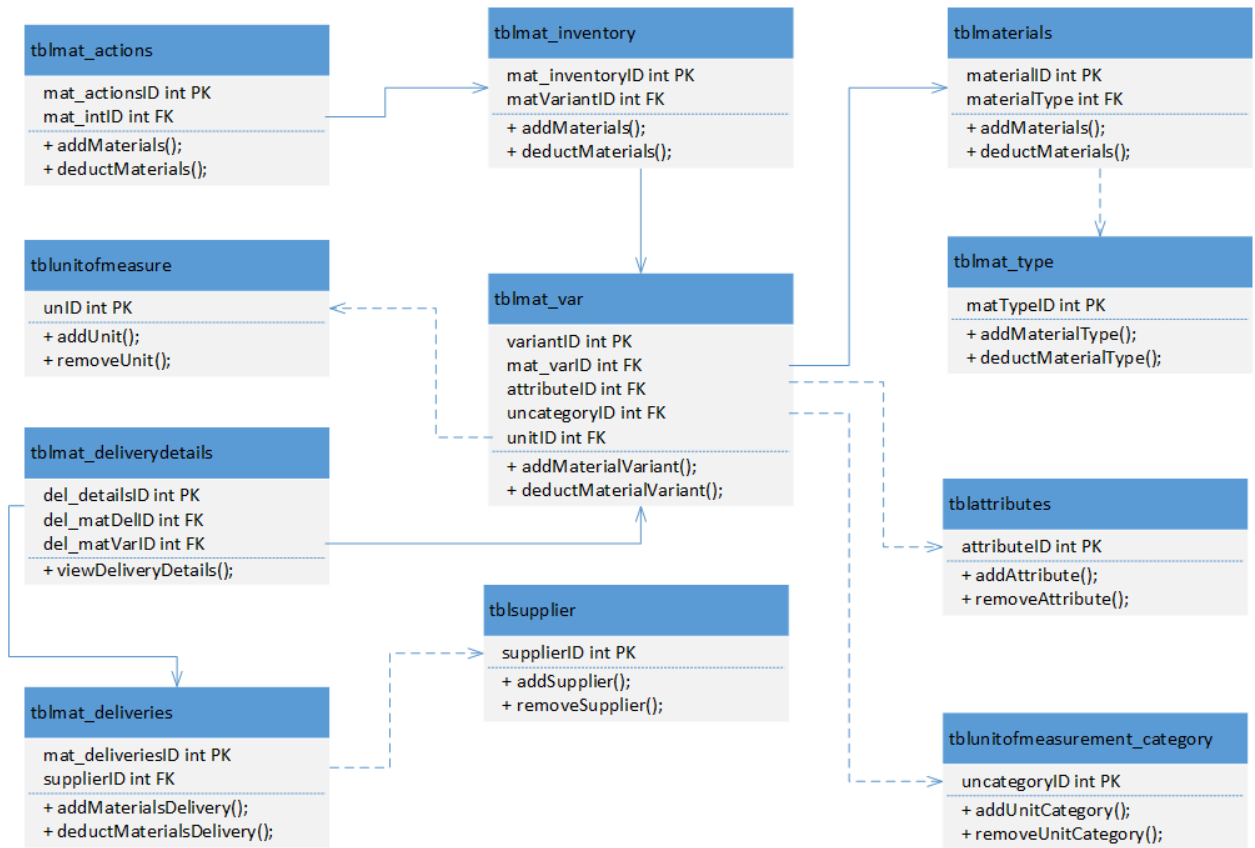 tblmat_actions
mat_actionsID int PK
mat_intID int FK
+ addMaterials();
+ deductMaterials();
tblmat_inventory
mat_inventoryID int PK
matVariantID int FK
+ addMaterials();
+ deductMaterials();
tblmaterials
materialID int PK
materialType int FK
+ addMaterials();
+ deductMaterials();
tblunitofmeasure
unID int PK
+ addUnit();
+ removeUnit();
tblmat_var
variantID int PK
mat_varID int FK
attributeID int FK
uncategoryID int FK
unitID int FK
+ addMaterialVariant();
+ deductMaterialVariant();
tblmat_type
matTypeID int PK
+ addMaterialType();
+ deductMaterialType();
tblmat_deliverydetails
del_detailsID int PK
del_matDelID int FK
del_matVarID int FK
+ viewDeliveryDetails();
tblattributes
attributeID int PK
+ addAttribute();
+ removeAttribute();
tblsupplier
supplierID int PK
+ addSupplier();
+ removeSupplier();
tblmat_deliveries
mat_deliveriesID int PK
supplierID int FK
+ addMaterialsDelivery();
+ deductMaterialsDelivery();
tblunitofmeasurement_category
uncategoryID int PK
+ addUnitCategory();
+ removeUnitCategory();